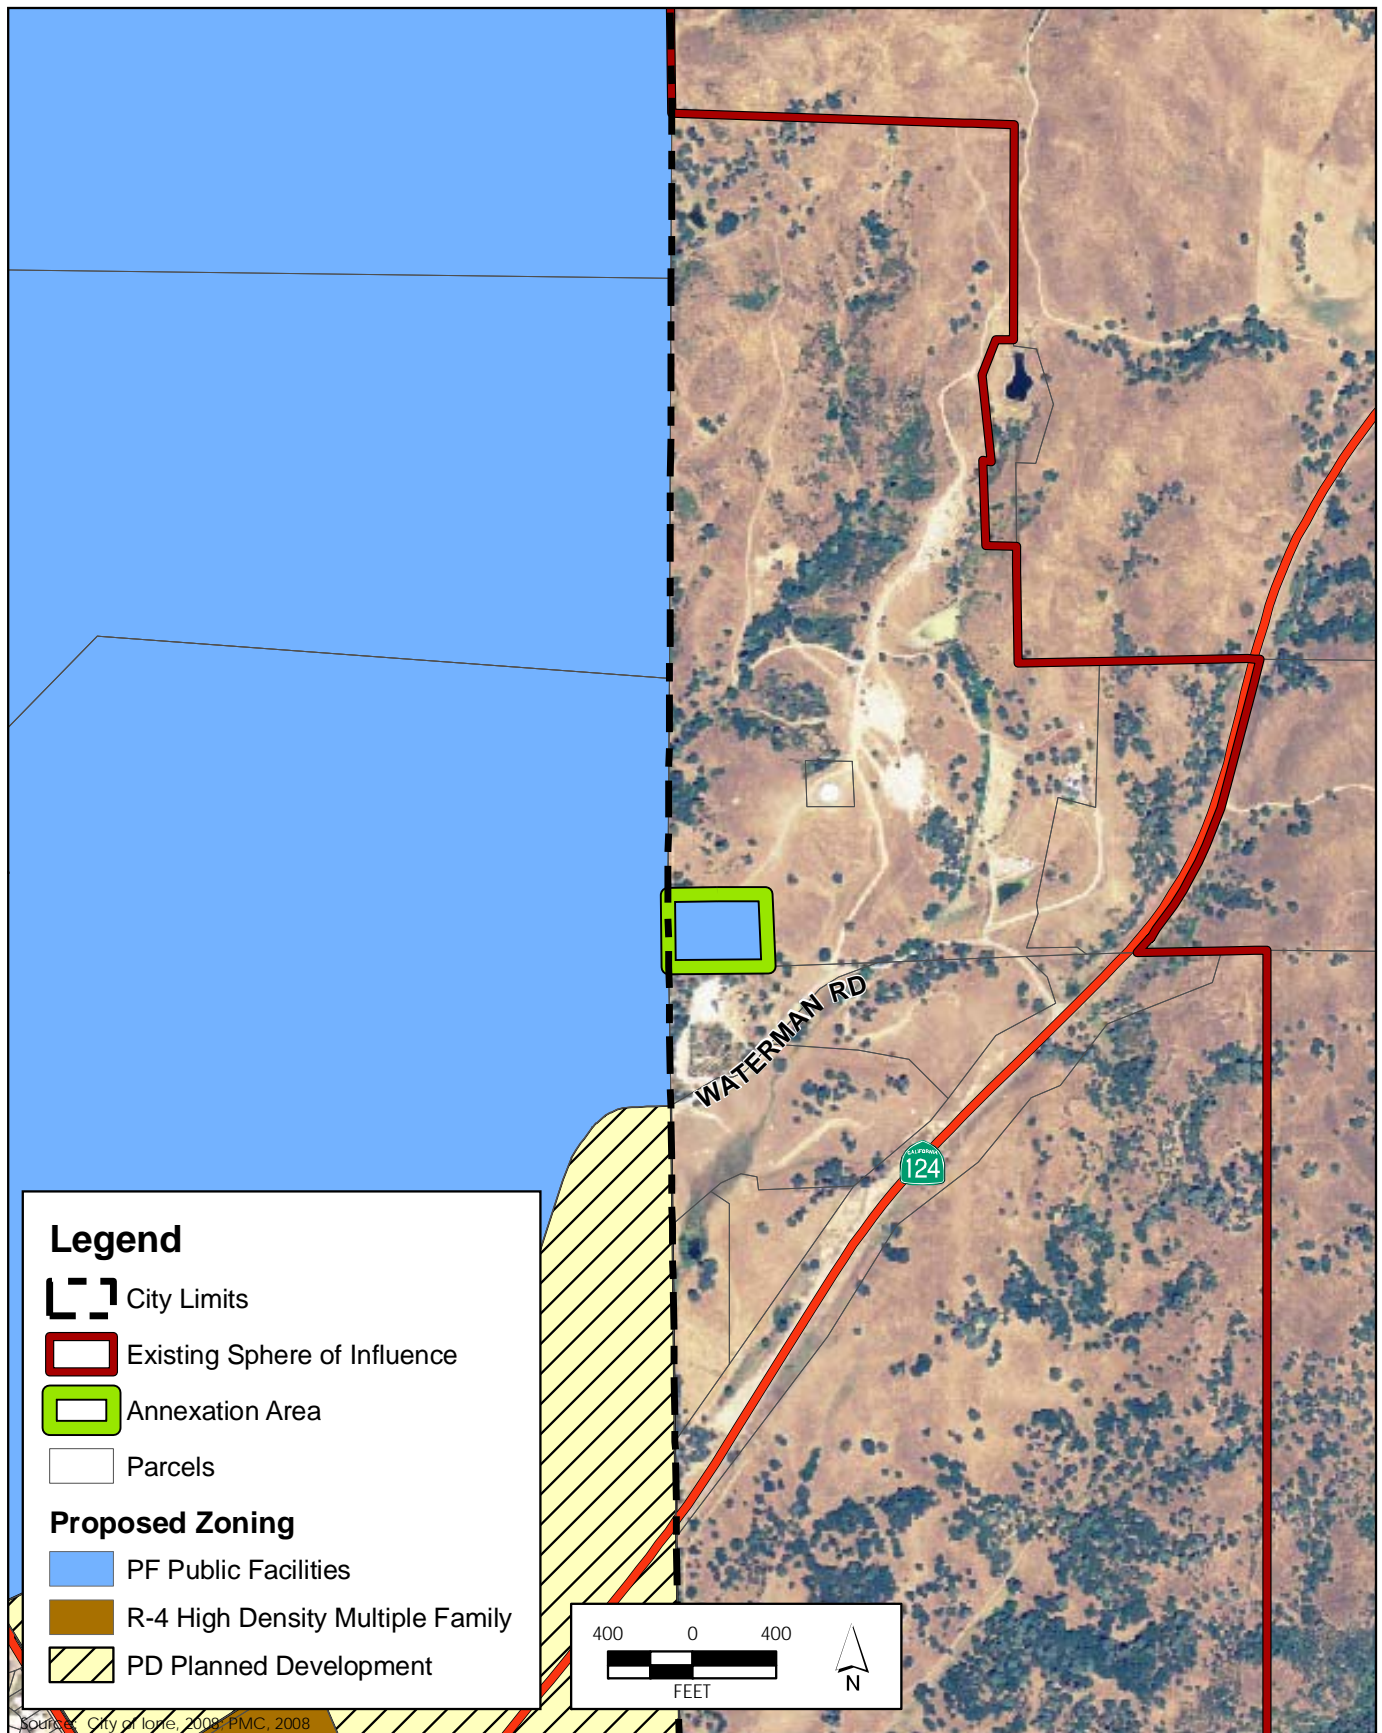 WATERMAN RD
CALIFORNIA
124
Legend
City Limits
Existing Sphere of Influence
Annexation Area
Parcels
Proposed Zoning
PF Public Facilities
R-4 High Density Multiple Family
PD Planned Development
400 0 400
FEET
N
Source: City of Ione, 2008; PMC, 2008